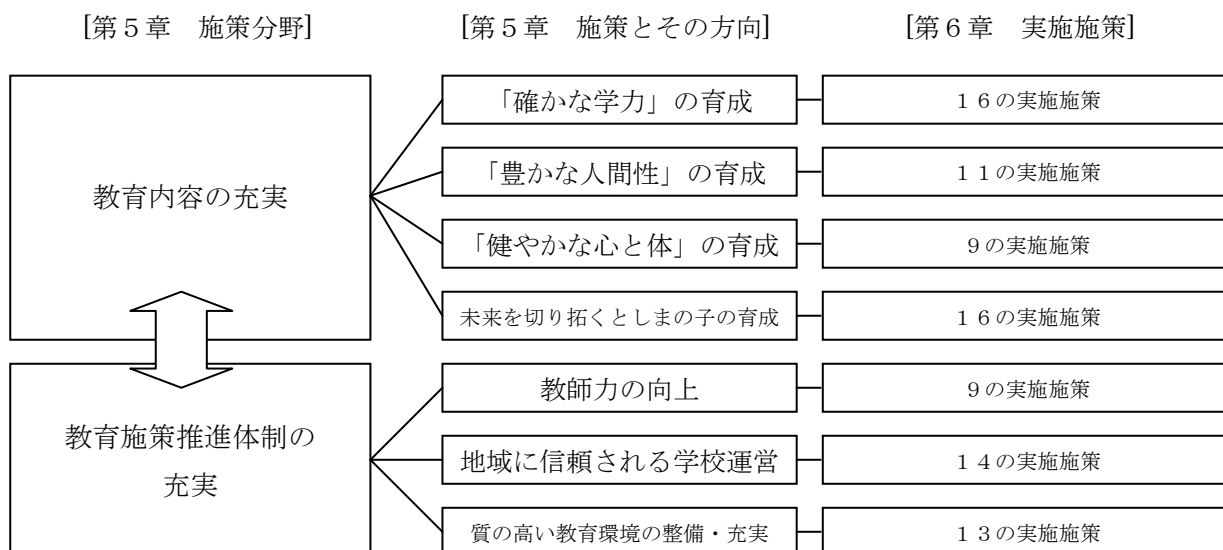 [第５章　施策分野]
[第５章　施策とその方向]
[第６章　実施施策]
教育内容の充実
「確かな学力」の育成
１６の実施施策
「豊かな人間性」の育成
１１の実施施策
「健やかな心と体」の育成
９の実施施策
未来を切り拓くとしまの子の育成
１６の実施施策
教育施策推進体制の
充実
教師力の向上
９の実施施策
地域に信頼される学校運営
１４の実施施策
質の高い教育環境の整備・充実
１３の実施施策